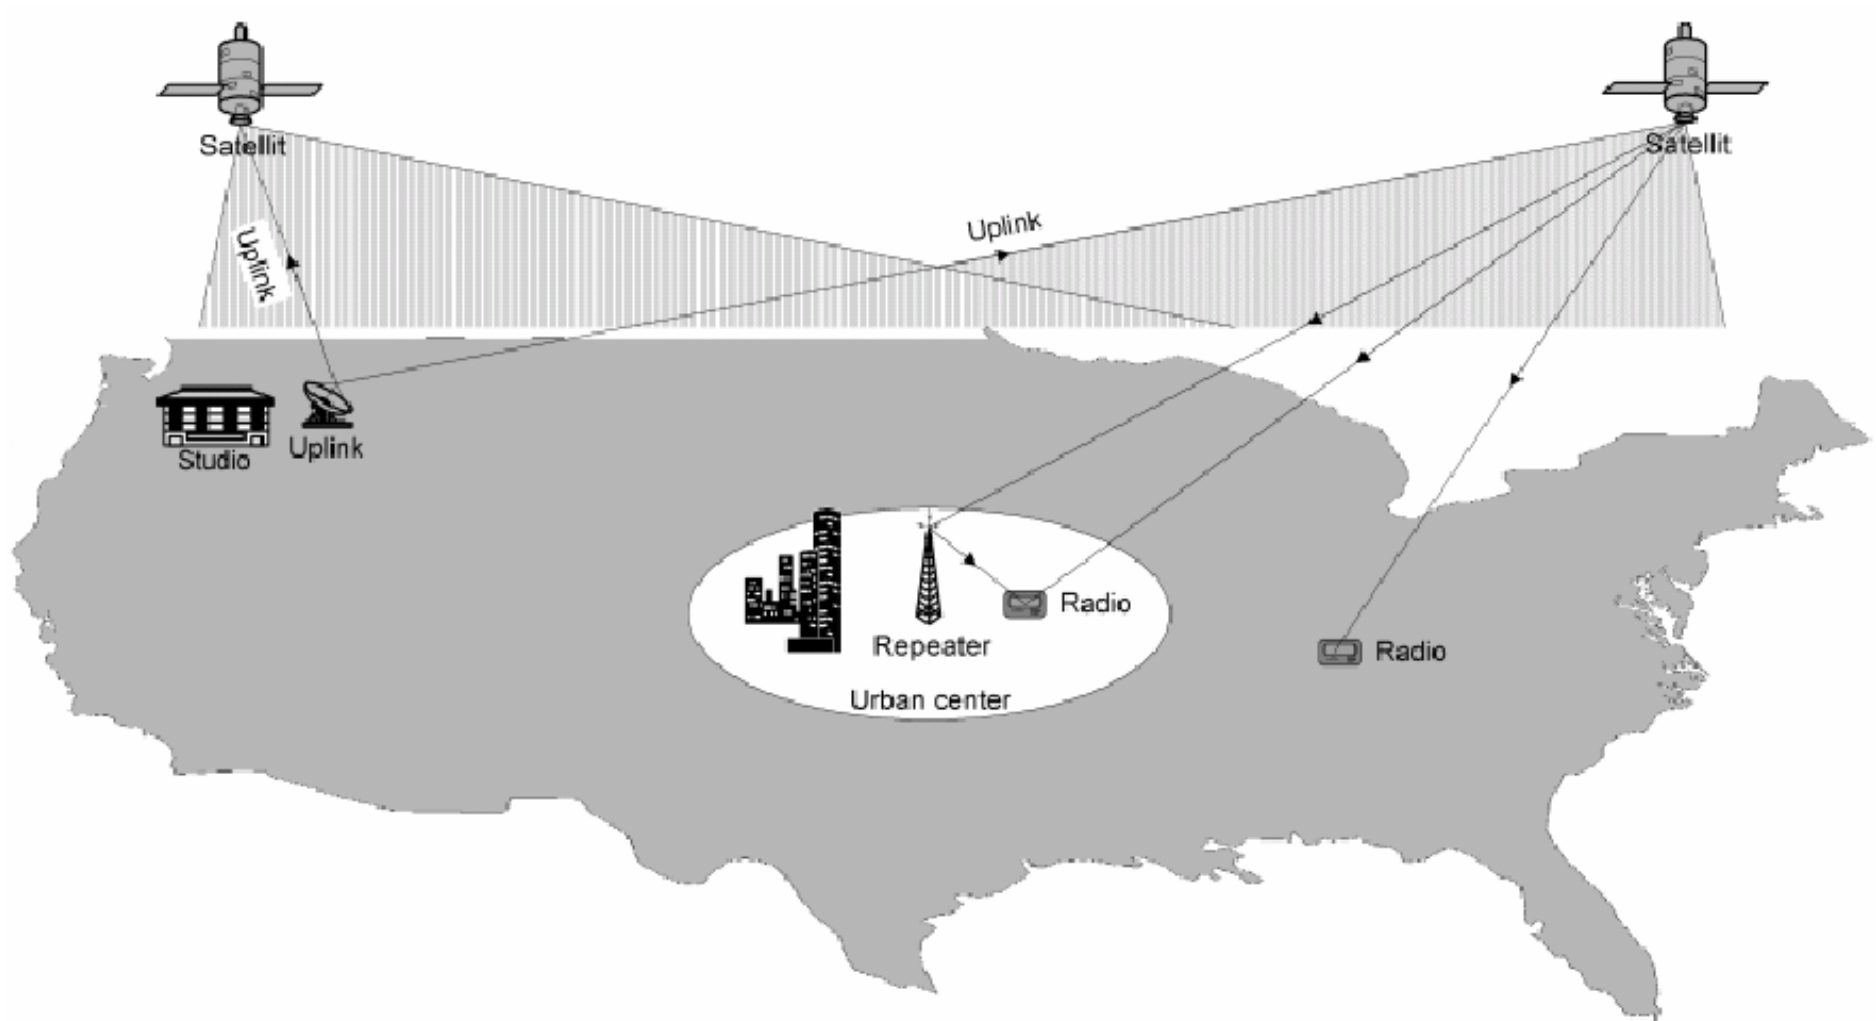 Satellit
Satellit
Uplink
Uplink
Studio
Uplink
Radio
Repeater
Radio
Urban center